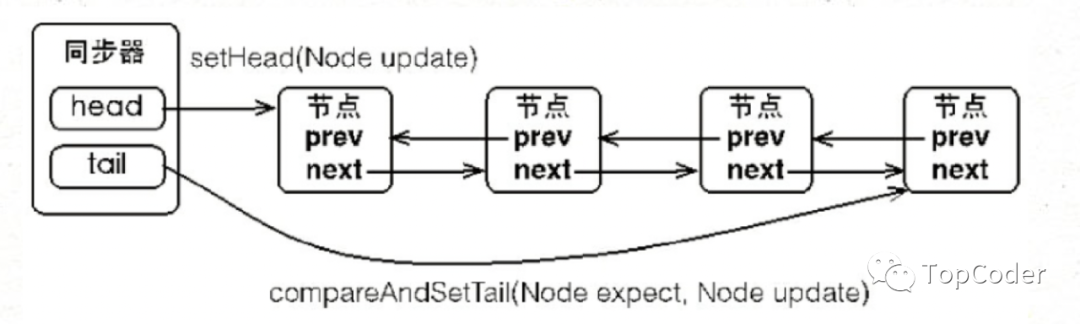 同步器
setHead(Node update)
head
tail
节点
prev
next
节点
prev
next
节点
prev
next
节点
prev
next
compareAndSetTail(Node expect, Node update)
TopCoder